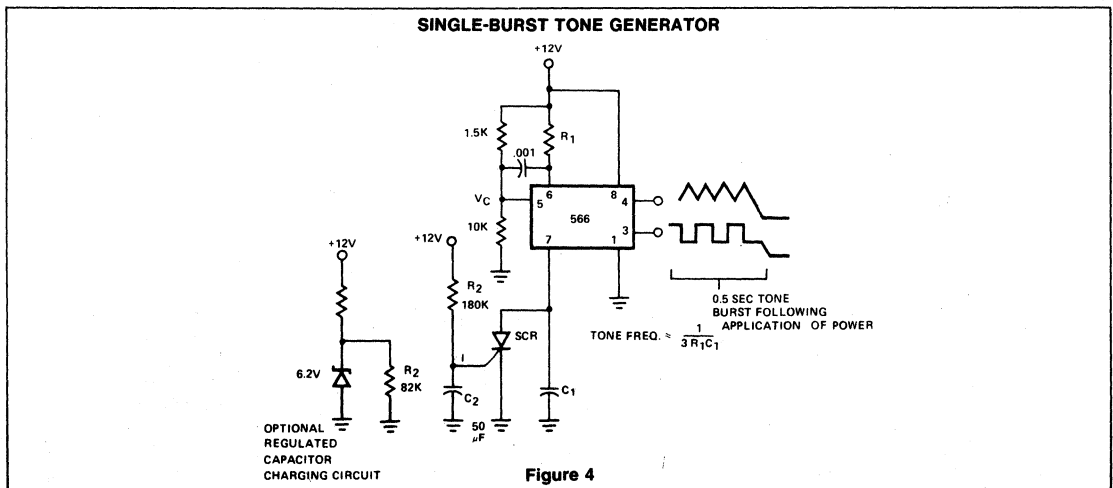 SINGLE-BURST TONE GENERATOR
+12V
1.5K
R1
.001
VC
6
8
5
4
566
3
7
1
10K
+12V
+12V
R2
180K
SCR
I
6.2V
R2
82K
C2
C1
50
µF
0.5 SEC TONE
BURST FOLLOWING
APPLICATION OF POWER
TONE FREQ. ≈ 1
3 R1C1
OPTIONAL
REGULATED
CAPACITOR
CHARGING CIRCUIT
Figure 4